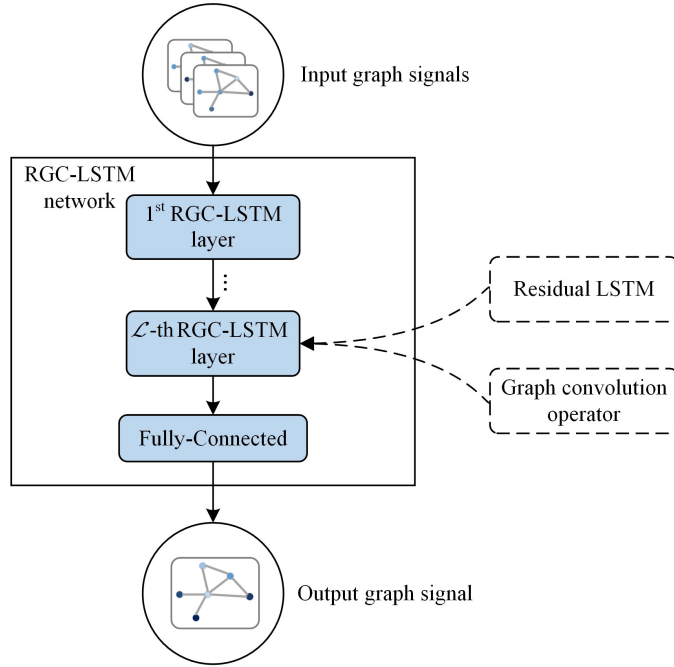 Input graph signals
RGC-LSTM
network
1st RGC-LSTM
layer
...
ℒ-th RGC-LSTM
layer
Residual LSTM
Graph convolution
operator
Fully-Connected
Output graph signal